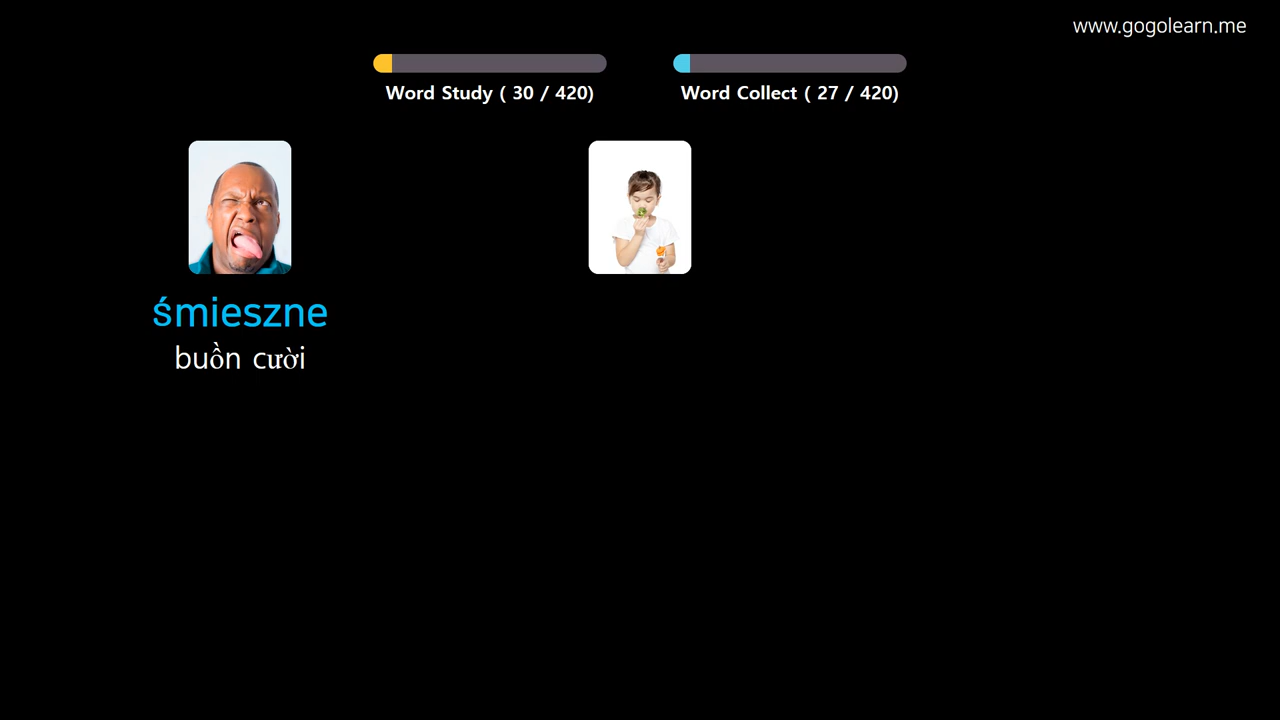 www.gogolearn.me
Word Study ( 30 / 420)
Word Collect ( 27 / 420)
śmieszne
buồn cười